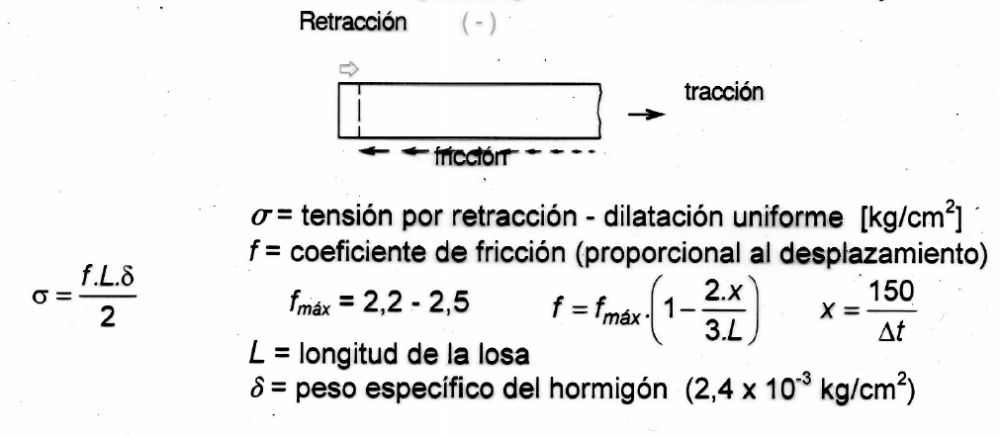 Retracción (-)
tracción
fricción
σ = tensión por retracción - dilatación uniforme [kg/cm²]
f = coeficiente de fricción (proporcional al desplazamiento)
σ = f.L.δ / 2
fmáx = 2,2 - 2,5 f = fmáx.(1 - 2.x / 3.L) x = 150 / Δt
L = longitud de la losa
δ = peso específico del hormigón (2,4 x 10⁻³ kg/cm²)